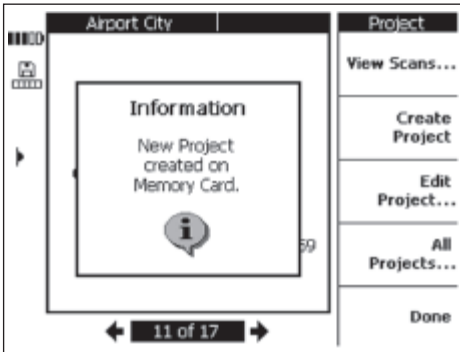 Airport City
Project
View Scans...
Information
Create
Project
New Project
created on
Memory Card.
Edit
Project...
59
All
Projects...
Done
11 of 17